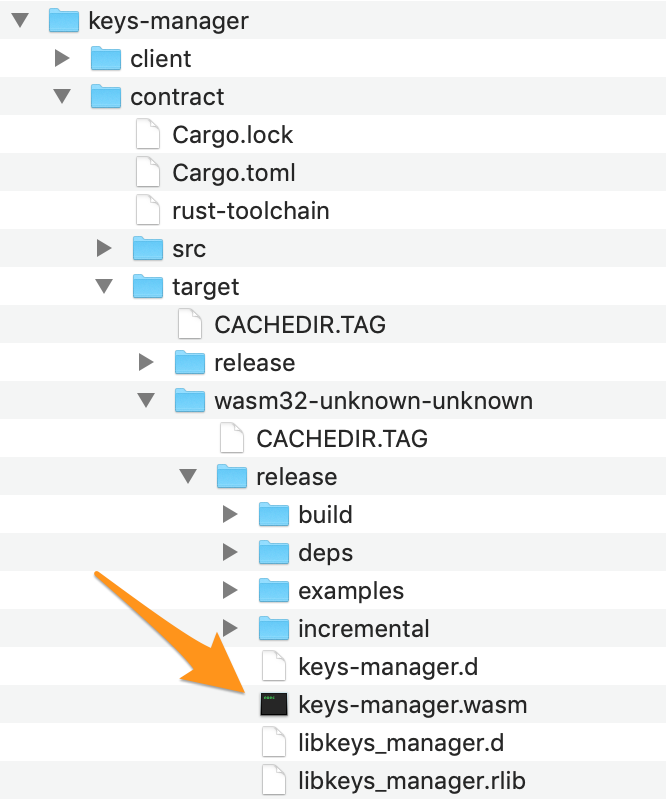 keys-manager
client
contract
Cargo.lock
Cargo.toml
rust-toolchain
src
target
CACHEDIR.TAG
release
wasm32-unknown-unknown
CACHEDIR.TAG
release
build
deps
examples
incremental
keys-manager.d
keys-manager.wasm
libkeys_manager.d
libkeys_manager.rlib